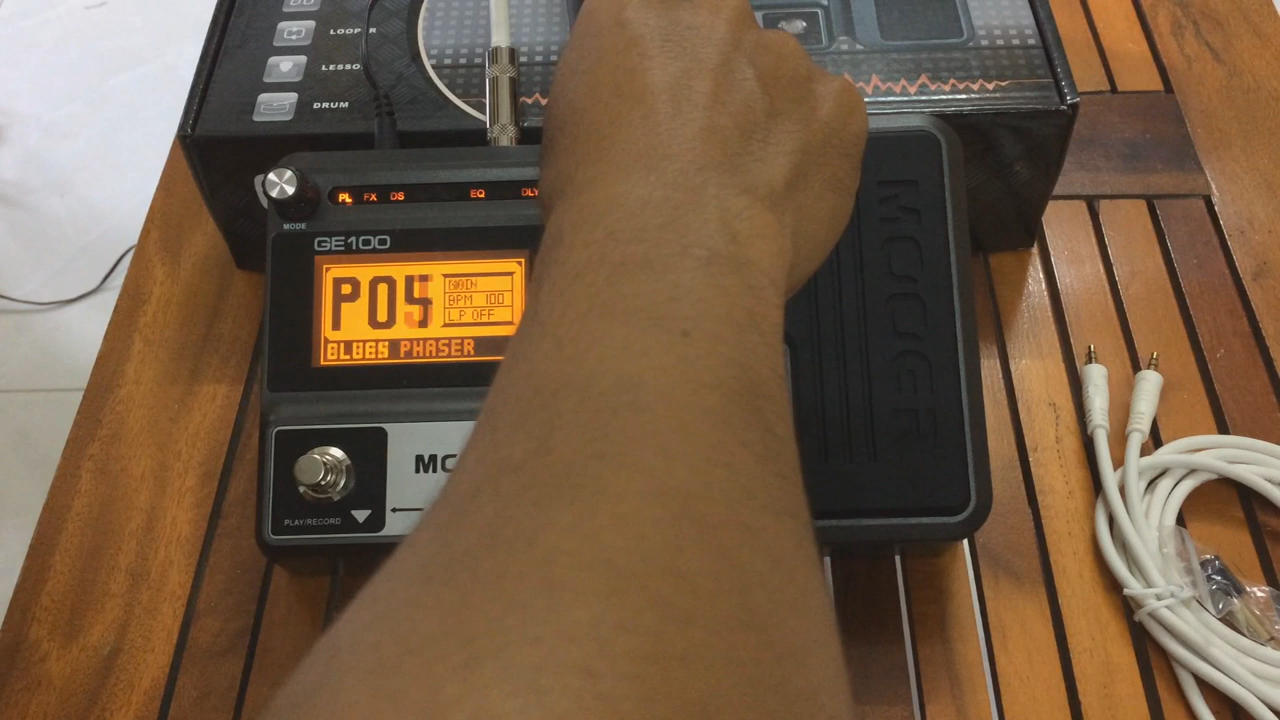 LOOPER
LESSON
DRUM
PL FX DS EQ DLY
MODE
GE100
P05
MAIN
BPM 100
L.P OFF
BLUES PHASER
MOOER
PLAY/RECORD